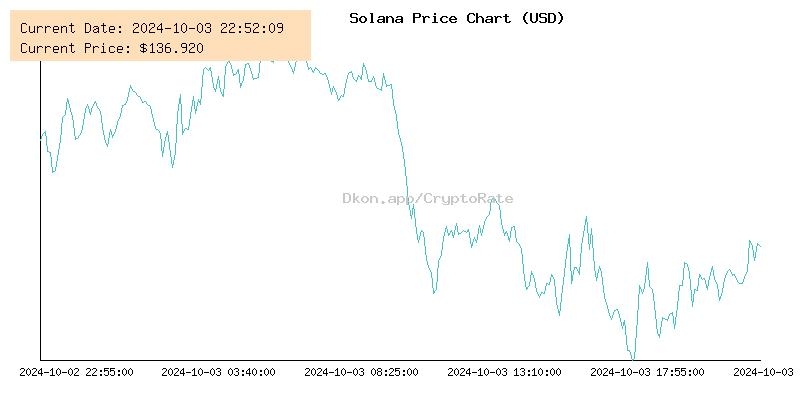 Solana Price Chart (USD)
Current Date: 2024-10-03 22:52:09
Current Price: $136.920
Dkon.app/CryptoRate
2024-10-02 22:55:00 2024-10-03 03:40:00 2024-10-03 08:25:00 2024-10-03 13:10:00 2024-10-03 17:55:00 2024-10-03